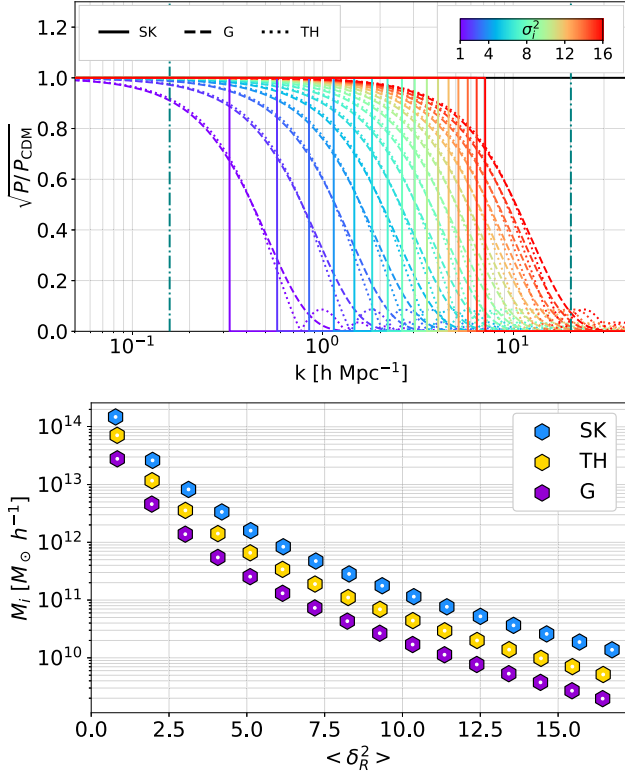 SK G TH
σ_i^2
1 4 8 12 16
1.0
0.8
0.6
0.4
0.2
0.0
√P/P_CDM
10^−1 10^0 10^1
k [h Mpc^−1]
10^14
10^13
10^12
10^11
10^10
M_i [M_⊙ h^−1]
SK
TH
G
0.0 2.5 5.0 7.5 10.0 12.5 15.0
< δ_R^2 >